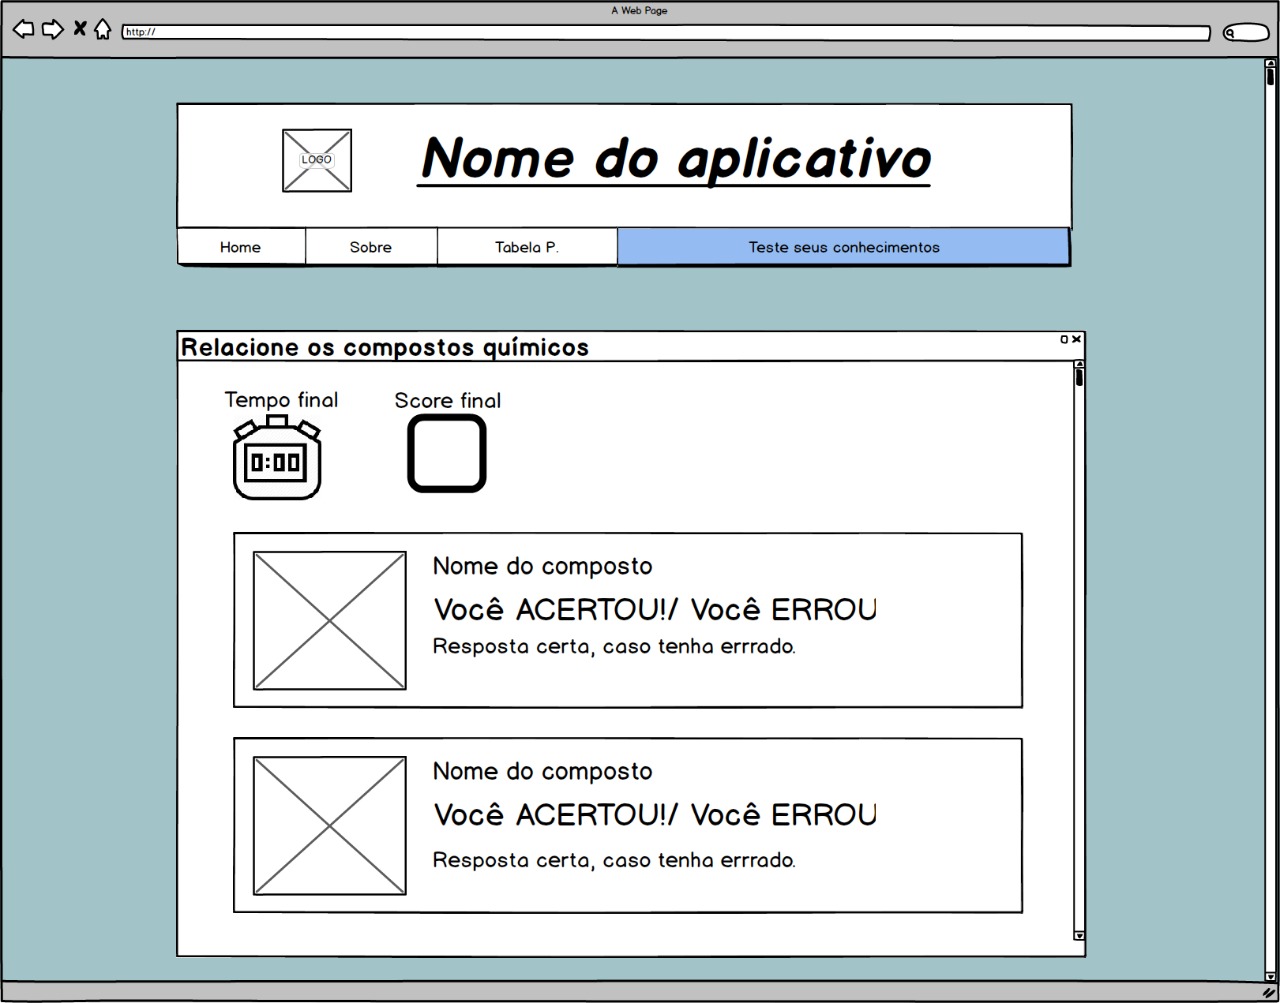 A Web Page
http://
LOGO
Nome do aplicativo
Home
Sobre
Tabela P.
Teste seus conhecimentos
Relacione os compostos químicos
Tempo final
Score final
0:00
Nome do composto
Você ACERTOU!/ Você ERROU
Resposta certa, caso tenha errrado.
Nome do composto
Você ACERTOU!/ Você ERROU
Resposta certa, caso tenha errrado.